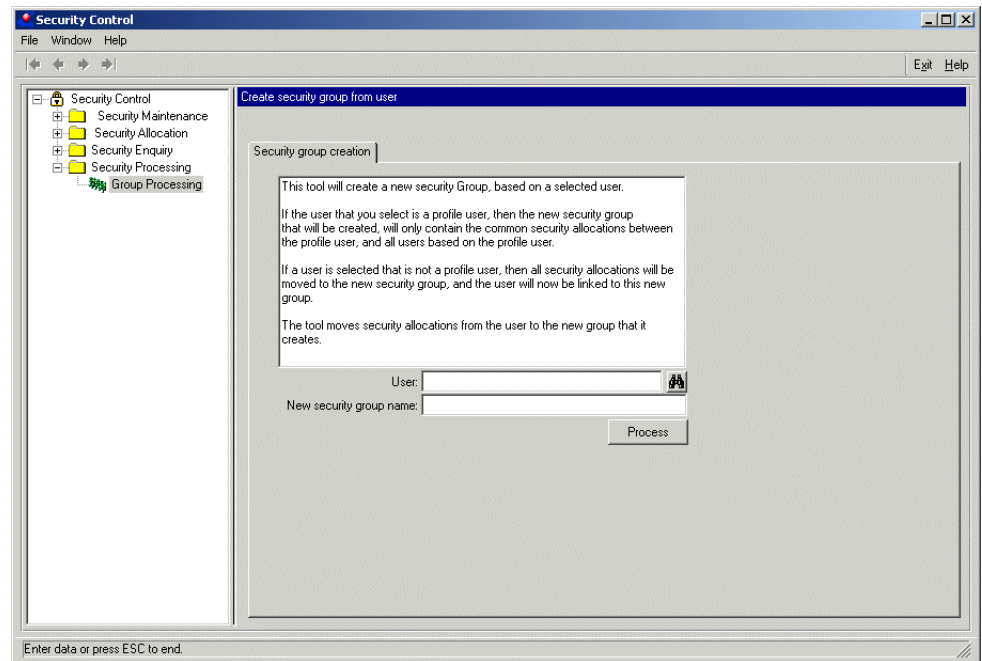 Security Control
File Window Help
Exit Help
Security Control
Security Maintenance
Security Allocation
Security Enquiry
Security Processing
Group Processing
Create security group from user
Security group creation
This tool will create a new security Group, based on a selected user.
If the user that you select is a profile user, then the new security group
that will be created, will only contain the common security allocations between
the profile user, and all users based on the profile user.
If a user is selected that is not a profile user, then all security allocations will be
moved to the new security group, and the user will now be linked to this new
group.
The tool moves security allocations from the user to the new group that it
creates.
User:
New security group name:
Process
Enter data or press ESC to end.